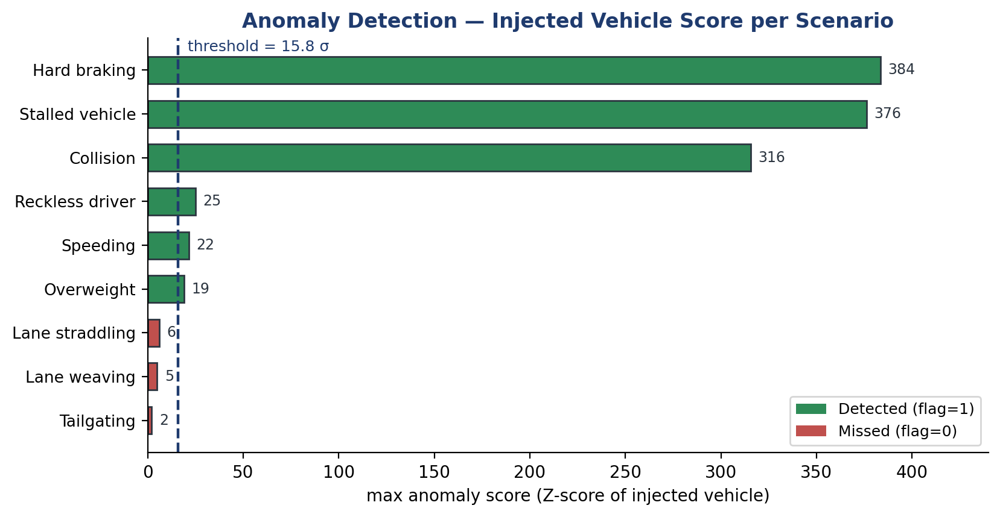 Anomaly Detection — Injected Vehicle Score per Scenario
threshold = 15.8 σ
Hard braking 384
Stalled vehicle 376
Collision 316
Reckless driver 25
Speeding 22
Overweight 19
Lane straddling 6
Lane weaving 5
Tailgating 2
Detected (flag=1)
Missed (flag=0)
0 50 100 150 200 250 300 350 400
max anomaly score (Z-score of injected vehicle)